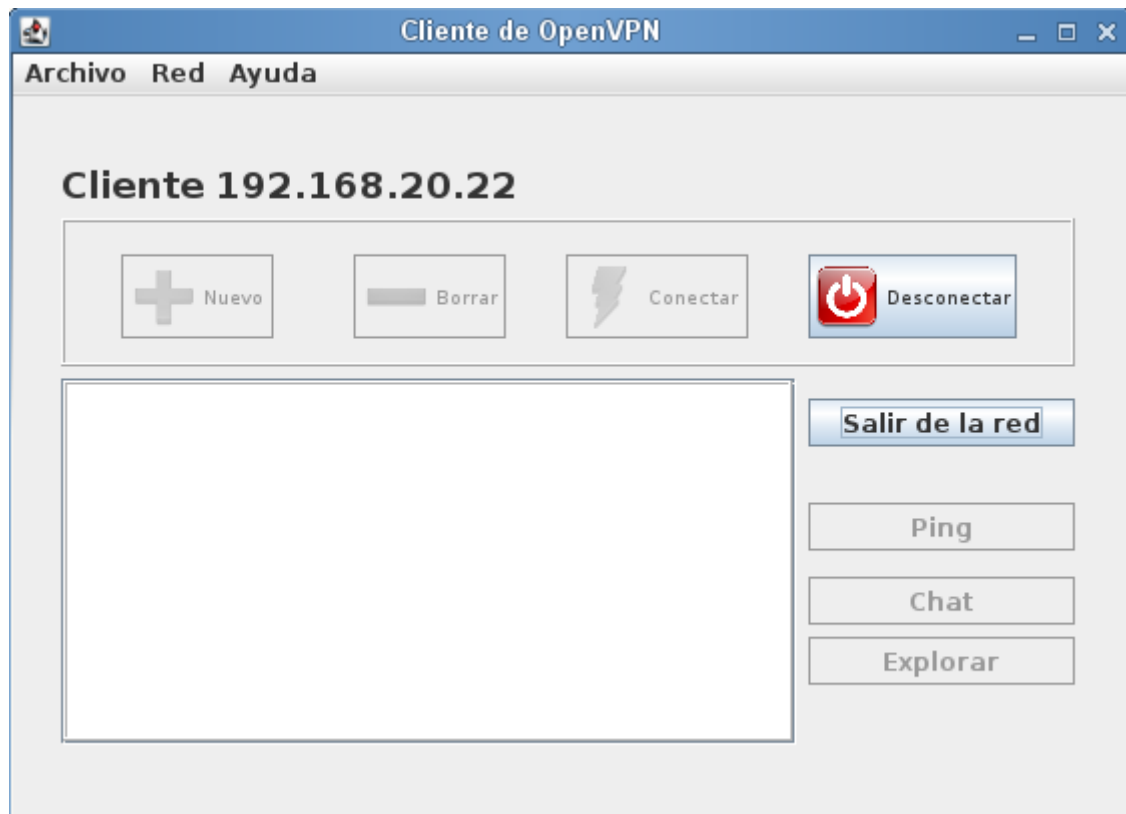 Cliente de OpenVPN
Archivo Red Ayuda
Cliente 192.168.20.22
Nuevo Borrar Conectar Desconectar
Salir de la red
Ping
Chat
Explorar